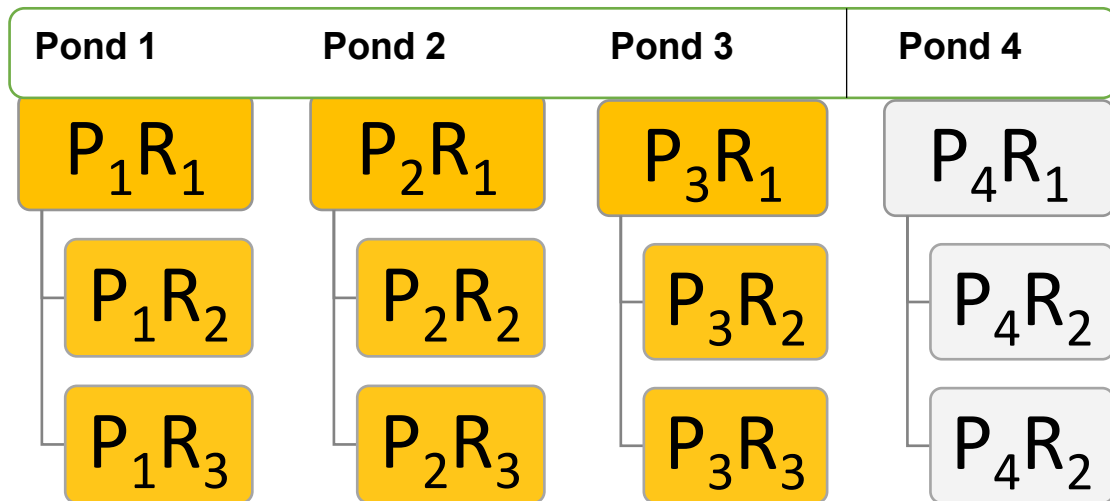 Pond 1 Pond 2 Pond 3 Pond 4
P₁R₁ P₂R₁ P₃R₁ P₄R₁
P₁R₂ P₂R₂ P₃R₂ P₄R₂
P₁R₃ P₂R₃ P₃R₃ P₄R₂